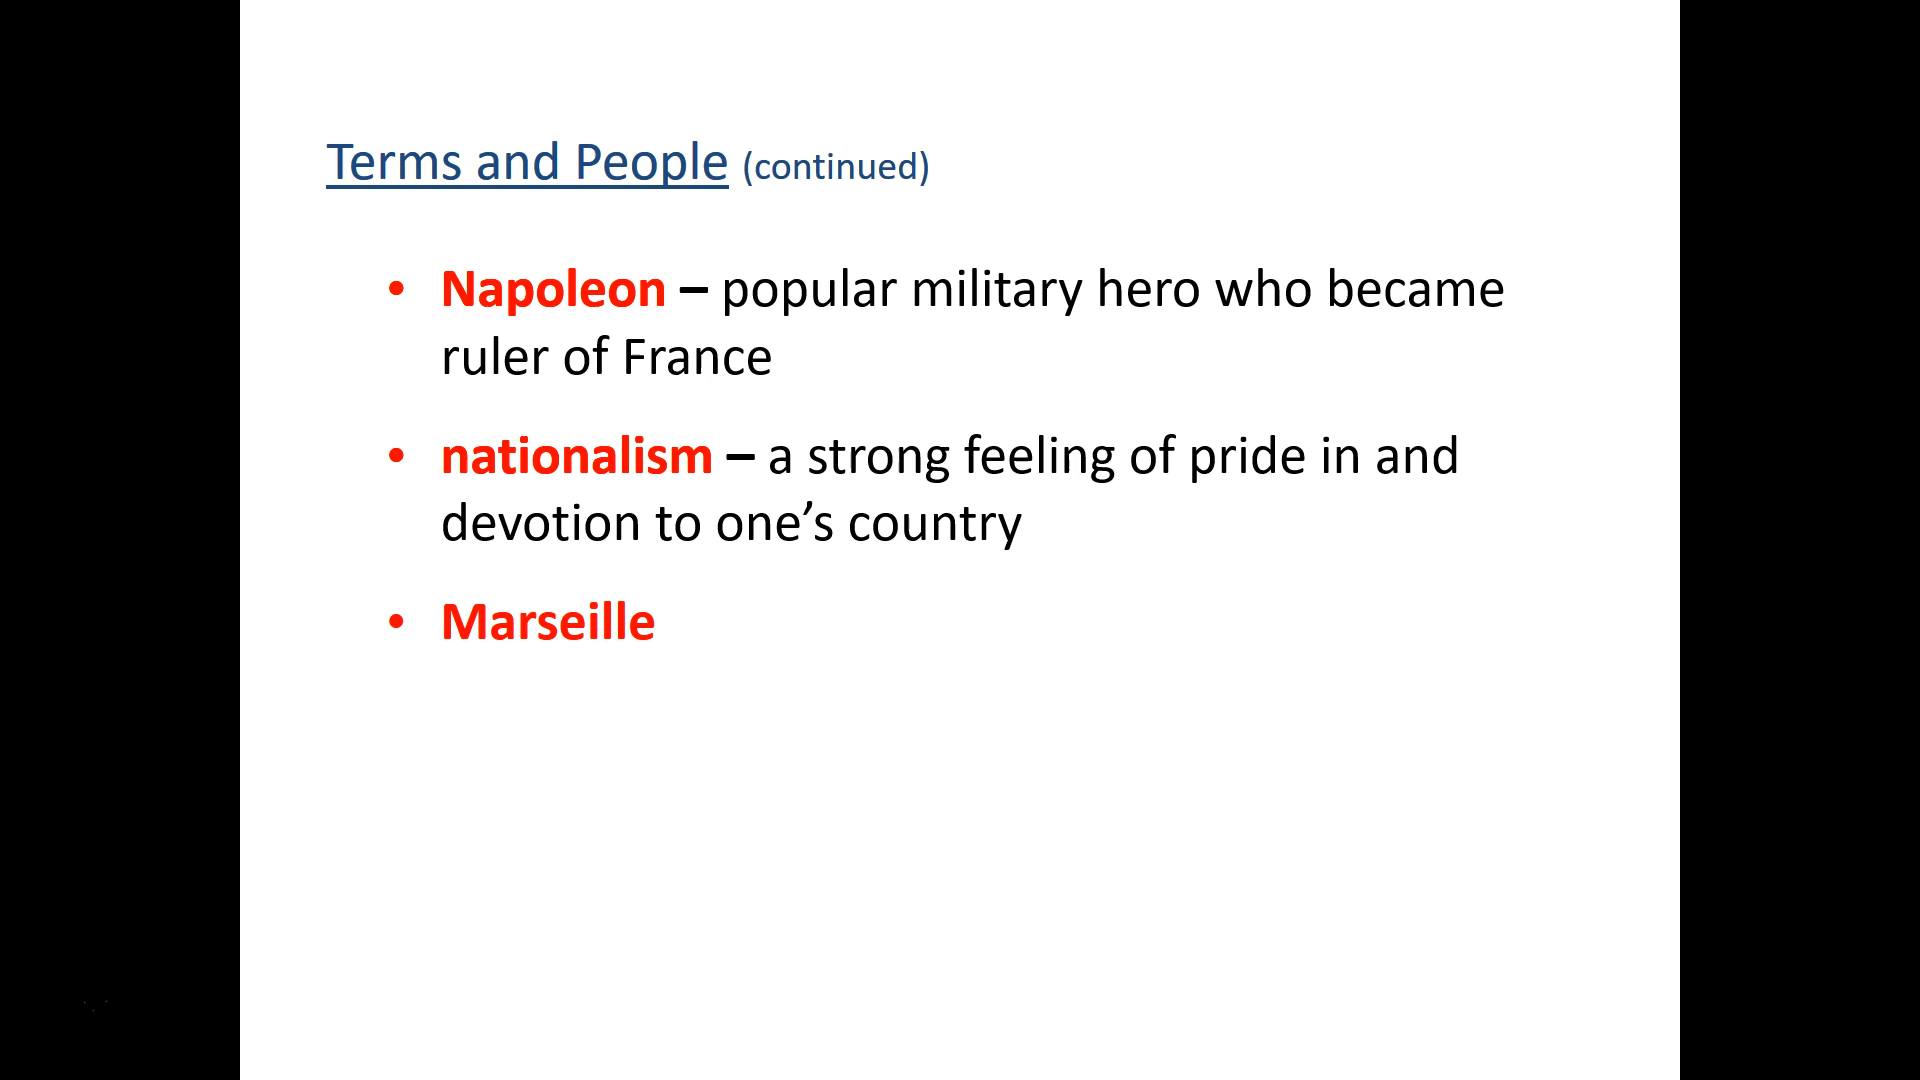 Terms and People (continued)
• Napoleon – popular military hero who became
ruler of France
• nationalism – a strong feeling of pride in and
devotion to one’s country
• Marseille